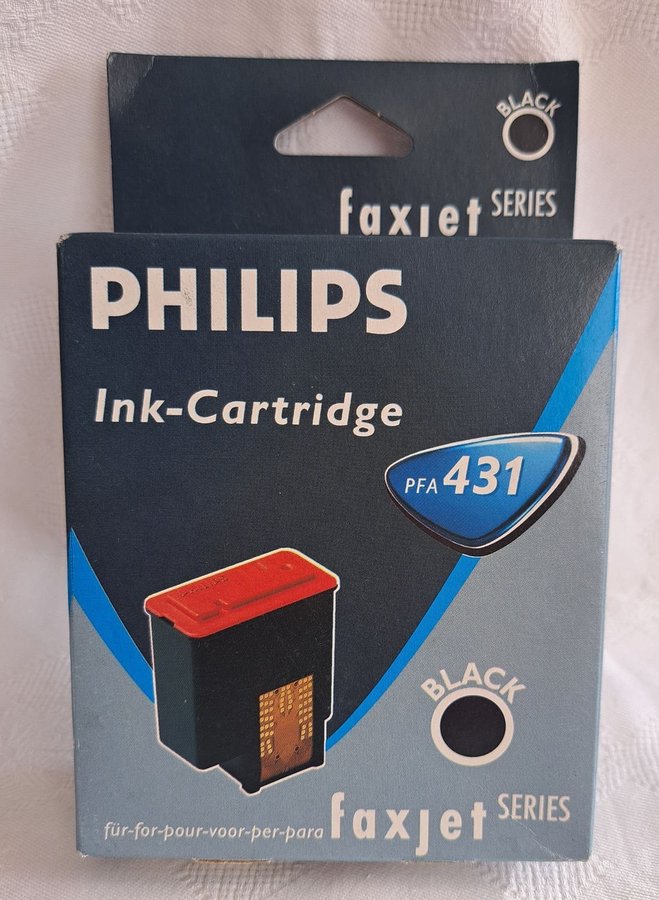 BLACK
faxjet SERIES
PHILIPS
Ink-Cartridge
PFA 431
BLACK
für-for-pour-voor-per-para faxjet SERIES